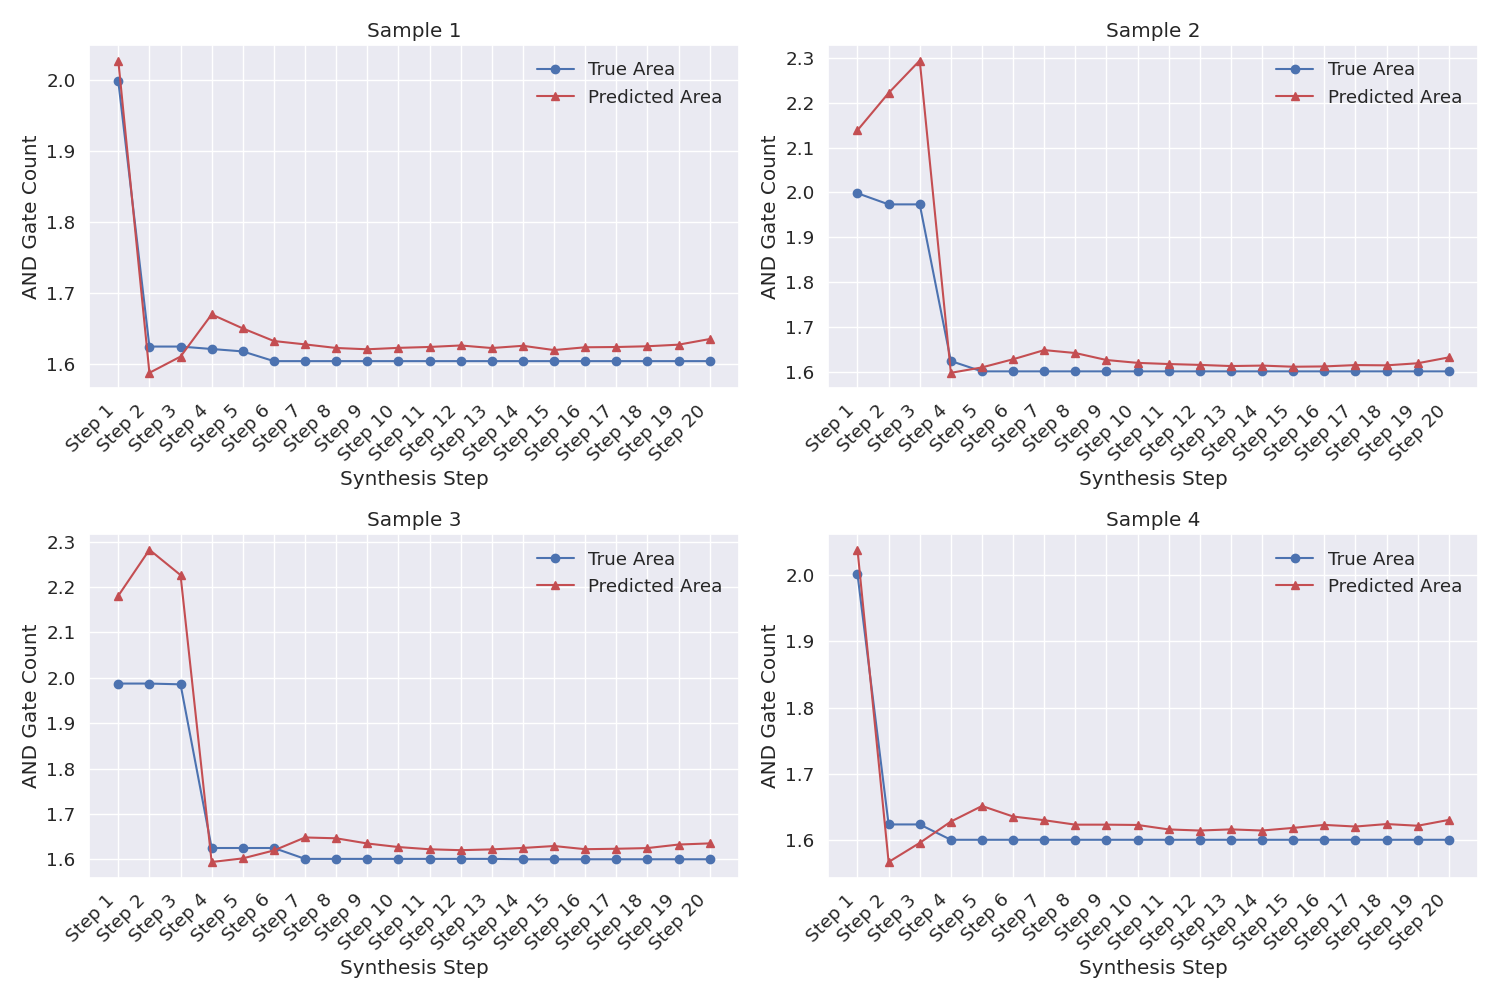 Sample 1
True Area
Predicted Area
AND Gate Count
2.0
1.9
1.8
1.7
1.6
Step 1
Step 2
Step 3
Step 4
Step 5
Step 6
Step 7
Step 8
Step 9
Step 10
Step 11
Step 12
Step 13
Step 14
Step 15
Step 16
Step 17
Step 18
Step 19
Step 20
Synthesis Step
Sample 2
True Area
Predicted Area
AND Gate Count
2.3
2.2
2.1
2.0
1.9
1.8
1.7
1.6
Step 1
Step 2
Step 3
Step 4
Step 5
Step 6
Step 7
Step 8
Step 9
Step 10
Step 11
Step 12
Step 13
Step 14
Step 15
Step 16
Step 17
Step 18
Step 19
Step 20
Synthesis Step
Sample 3
True Area
Predicted Area
AND Gate Count
2.3
2.2
2.1
2.0
1.9
1.8
1.7
1.6
Step 1
Step 2
Step 3
Step 4
Step 5
Step 6
Step 7
Step 8
Step 9
Step 10
Step 11
Step 12
Step 13
Step 14
Step 15
Step 16
Step 17
Step 18
Step 19
Step 20
Synthesis Step
Sample 4
True Area
Predicted Area
AND Gate Count
2.0
1.9
1.8
1.7
1.6
Step 1
Step 2
Step 3
Step 4
Step 5
Step 6
Step 7
Step 8
Step 9
Step 10
Step 11
Step 12
Step 13
Step 14
Step 15
Step 16
Step 17
Step 18
Step 19
Step 20
Synthesis Step